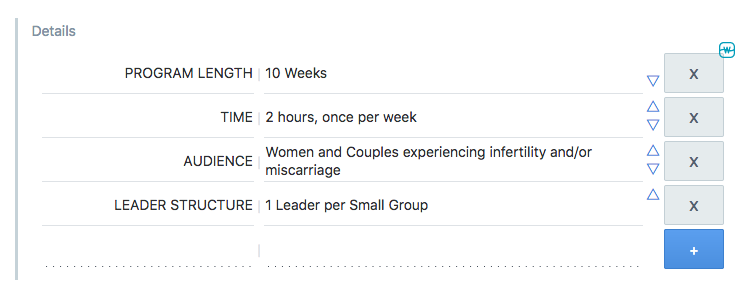 Details
PROGRAM LENGTH | 10 Weeks X
TIME | 2 hours, once per week X
AUDIENCE | Women and Couples experiencing infertility and/or
miscarriage X
LEADER STRUCTURE | 1 Leader per Small Group X
+